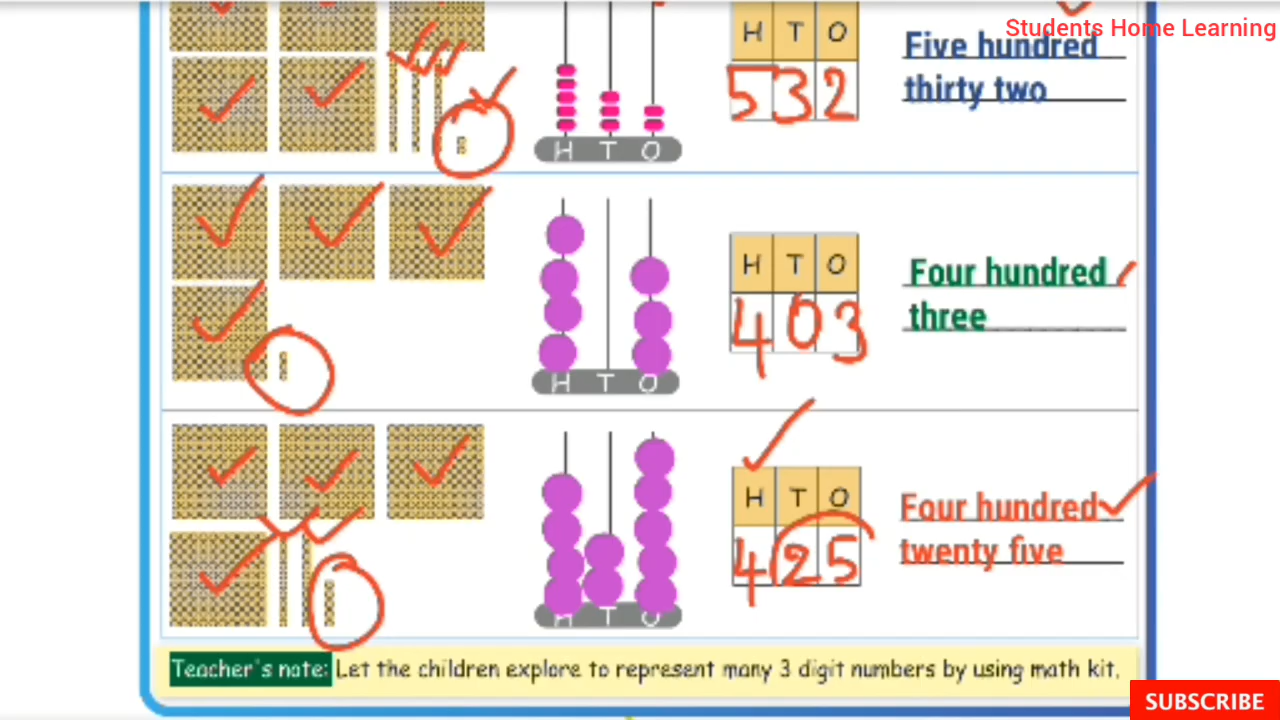 Students Home Learning
H T O
Five hundred
532
thirty two
H T O
H T O
Four hundred
403
three
H T O
H T O
Four hundred
425
twenty five
H T O
Teacher's note: Let the children explore to represent many 3 digit numbers by using math kit.
SUBSCRIBE